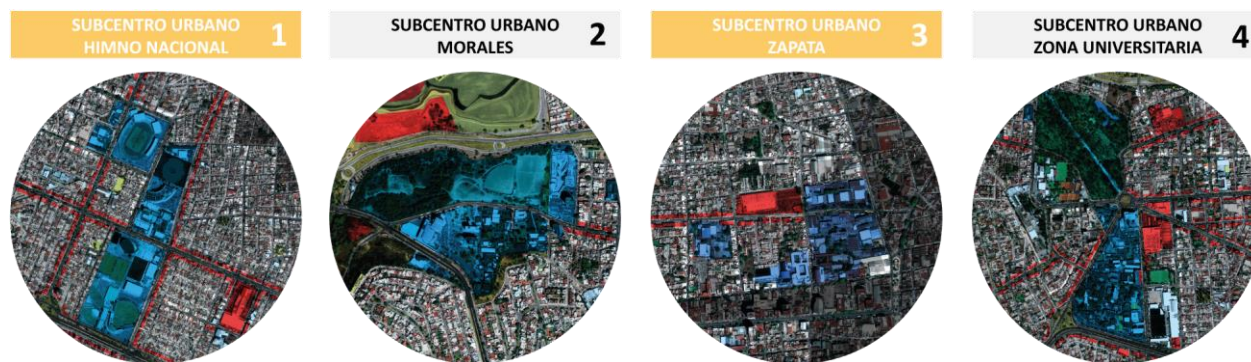 SUBCENTRO URBANO
HIMNO NACIONAL
1
SUBCENTRO URBANO
MORALES
2
SUBCENTRO URBANO
ZAPATA
3
SUBCENTRO URBANO
ZONA UNIVERSITARIA
4